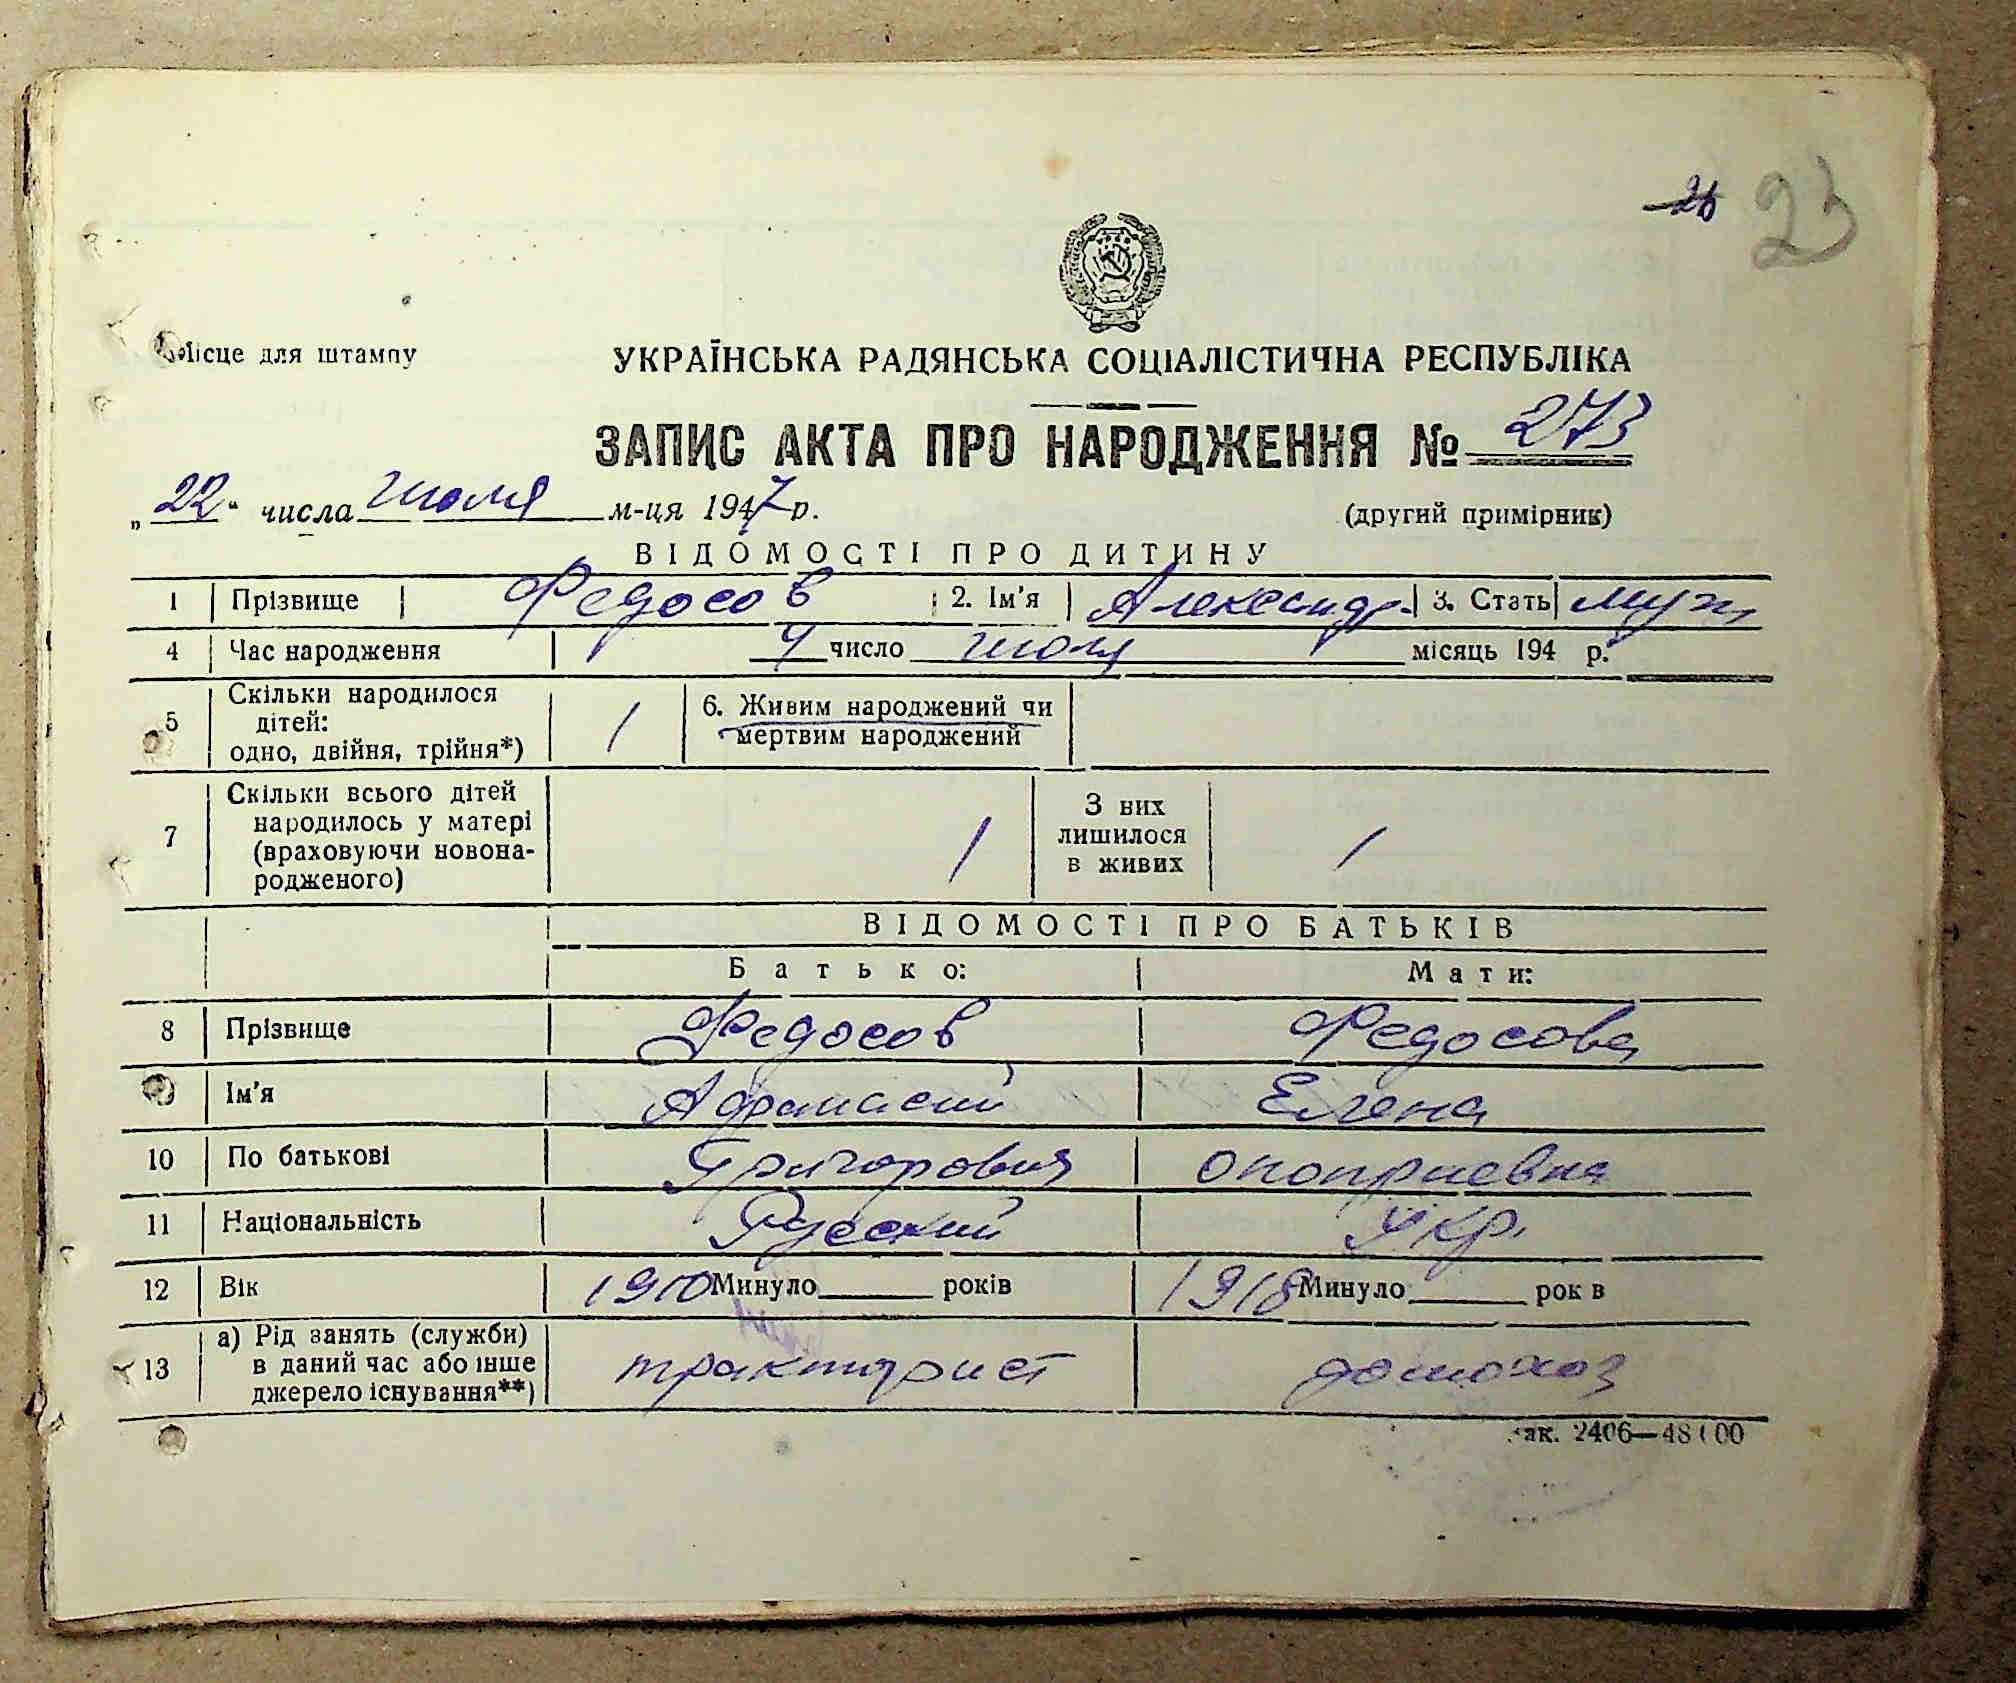 26 23
Місце для штампу
УКРАЇНСЬКА РАДЯНСЬКА СОЦІАЛІСТИЧНА РЕСПУБЛІКА
ЗАПИС АКТА ПРО НАРОДЖЕННЯ № 273
„22" числа июля м-ця 1947 р. (другий примірник)
ВІДОМОСТІ ПРО ДИТИНУ
1 Прізвище Федосов 2. Ім'я Александр. 3. Стать муж
4 Час народження 4 число июля місяць 194 р.
5 Скільки народилося дітей: одно, двійня, трійня*) 1 6. Живим народжений чи мертвим народжений
7 Скільки всього дітей народилось у матері (враховуючи новонародженого) 1 З них лишилося в живих 1
ВІДОМОСТІ ПРО БАТЬКІВ
Батько: Мати:
8 Прізвище Федосов Федосова
9 Ім'я Афанасий Елена
10 По батькові Григорович Оноприевна
11 Національність Русский Укр.
12 Вік 1910 Минуло років 1918 Минуло рок в
13 а) Рід занять (служби) в даний час або інше джерело існування**) тракторист домохоз
Зак. 2406—48100